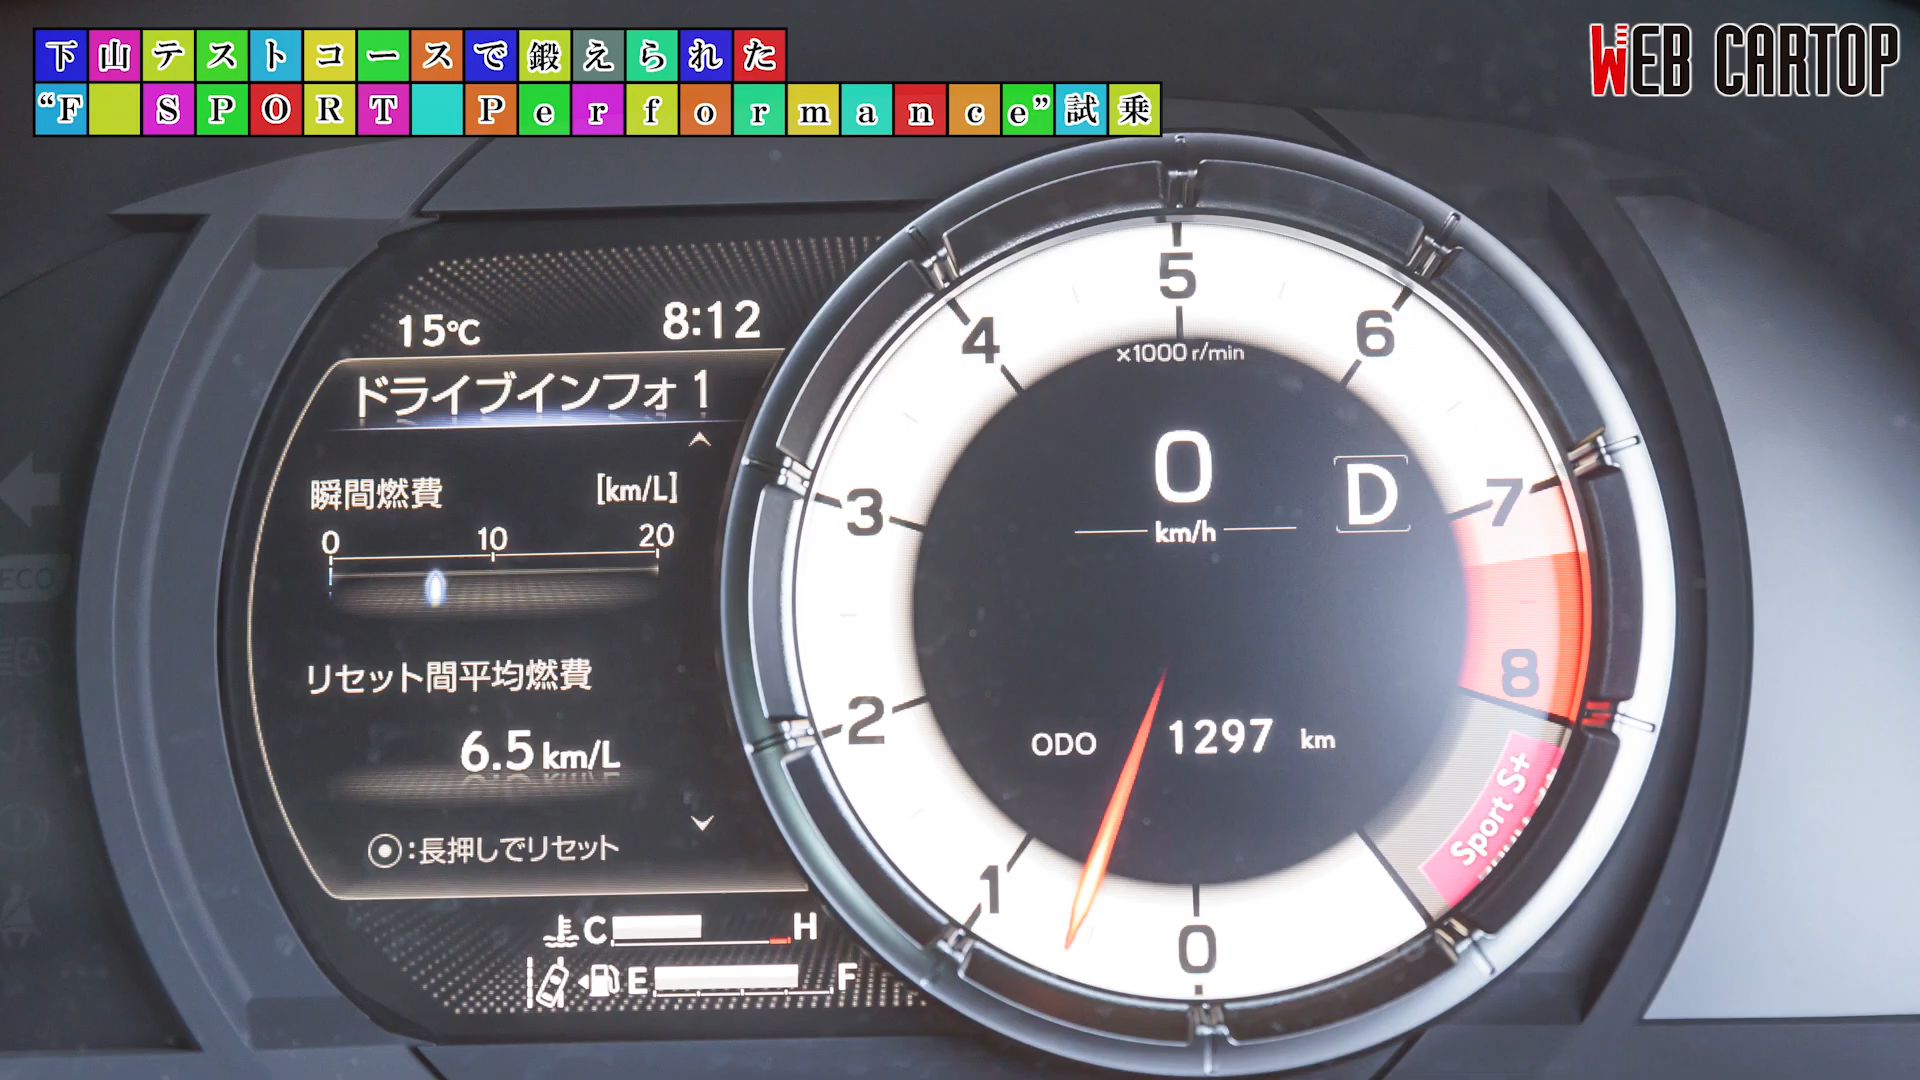 下山テストコースで鍛えられた
“F SPORT Performance”試乗
WEB CARTOP
15℃
8:12
ドライブインフォ 1
瞬間燃費 [km/L]
0 10 20
リセット間平均燃費
6.5 km/L
:長押しでリセット
C H
E F
0
1
2
3
4
5
6
7
8
×1000 r/min
0
km/h
D
ODO 1297 km
Sport S+
ECO